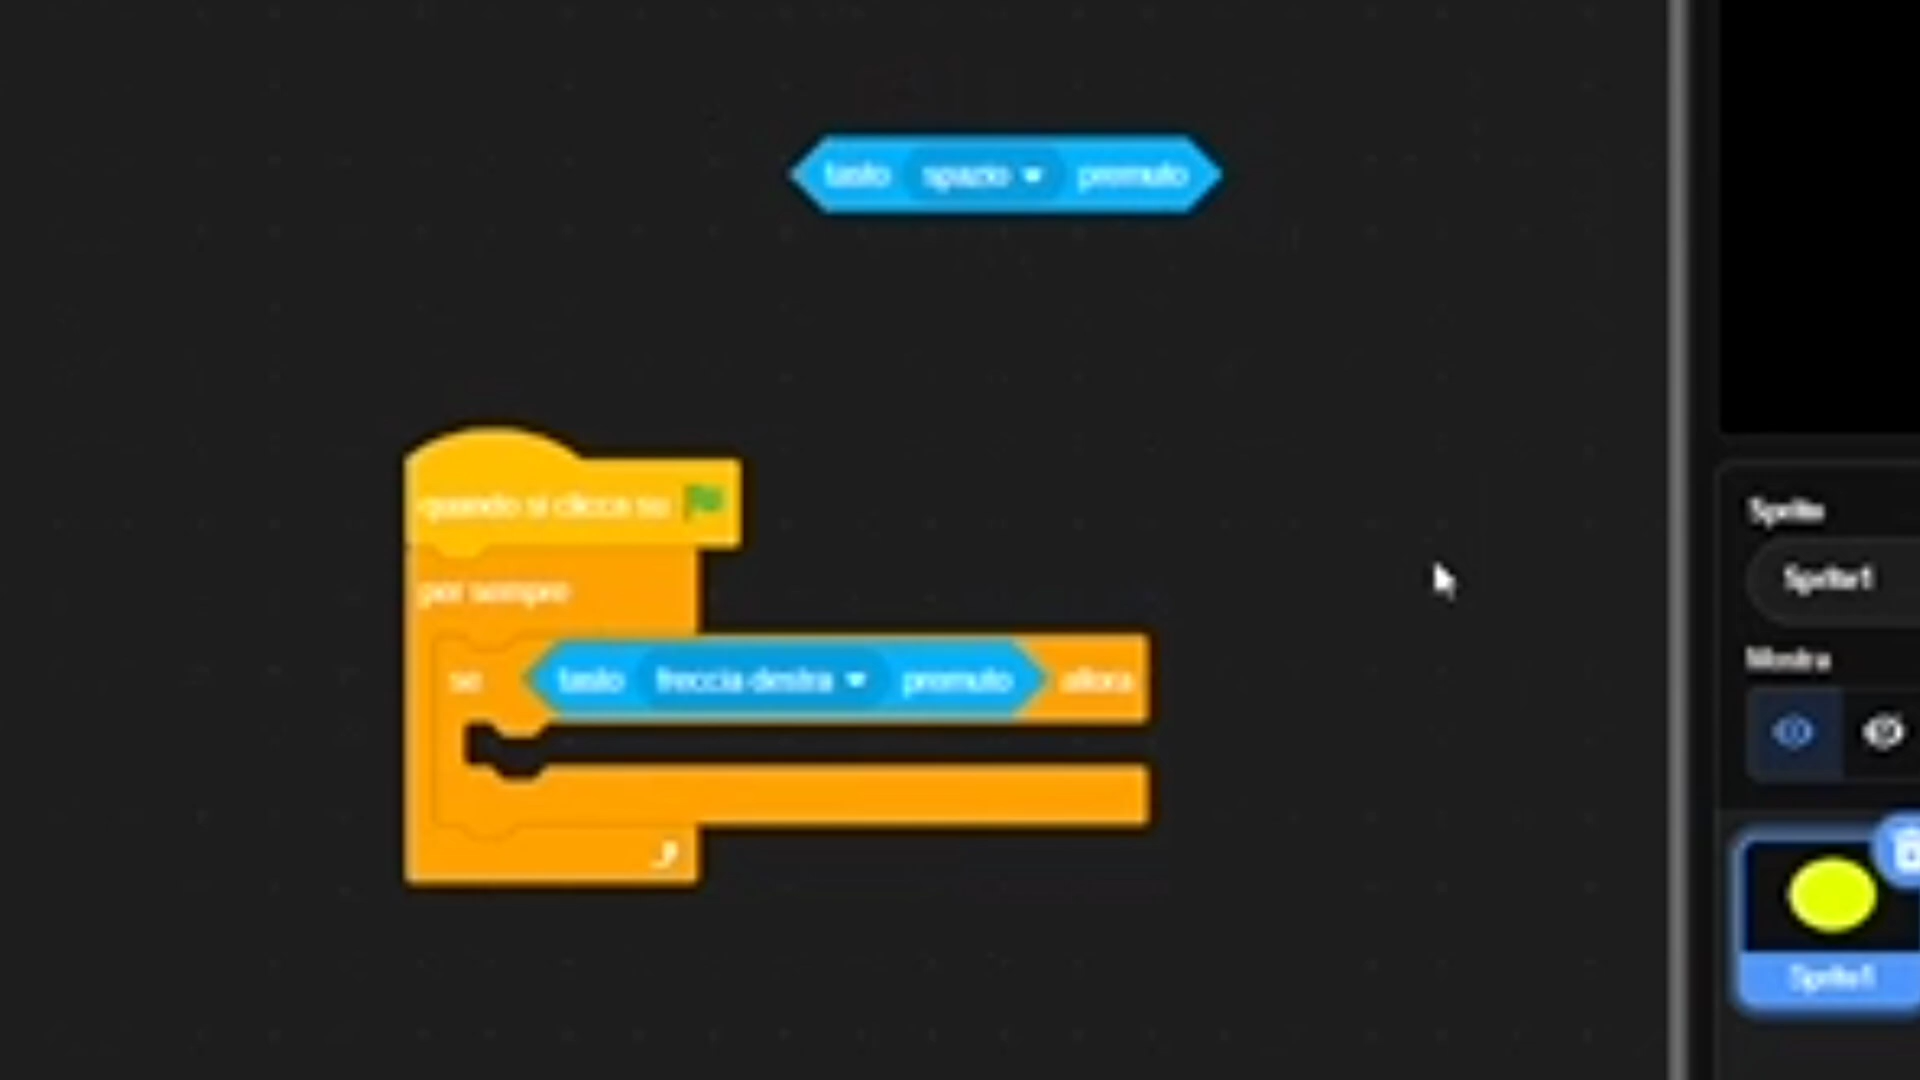 tasto spazio premuto
quando si clicca su
per sempre
se tasto freccia destra premuto allora
Sprite
Sprite1
Mostra
Sprite1